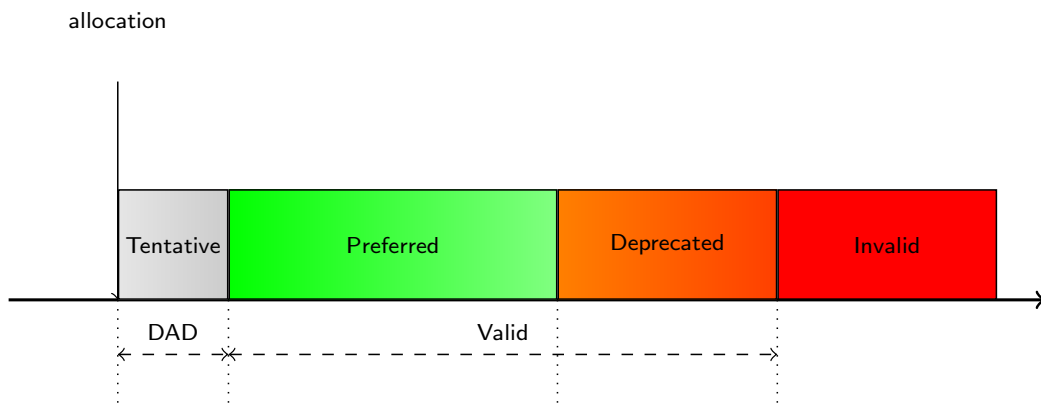 allocation
Tentative
Preferred
Deprecated
Invalid
DAD
Valid